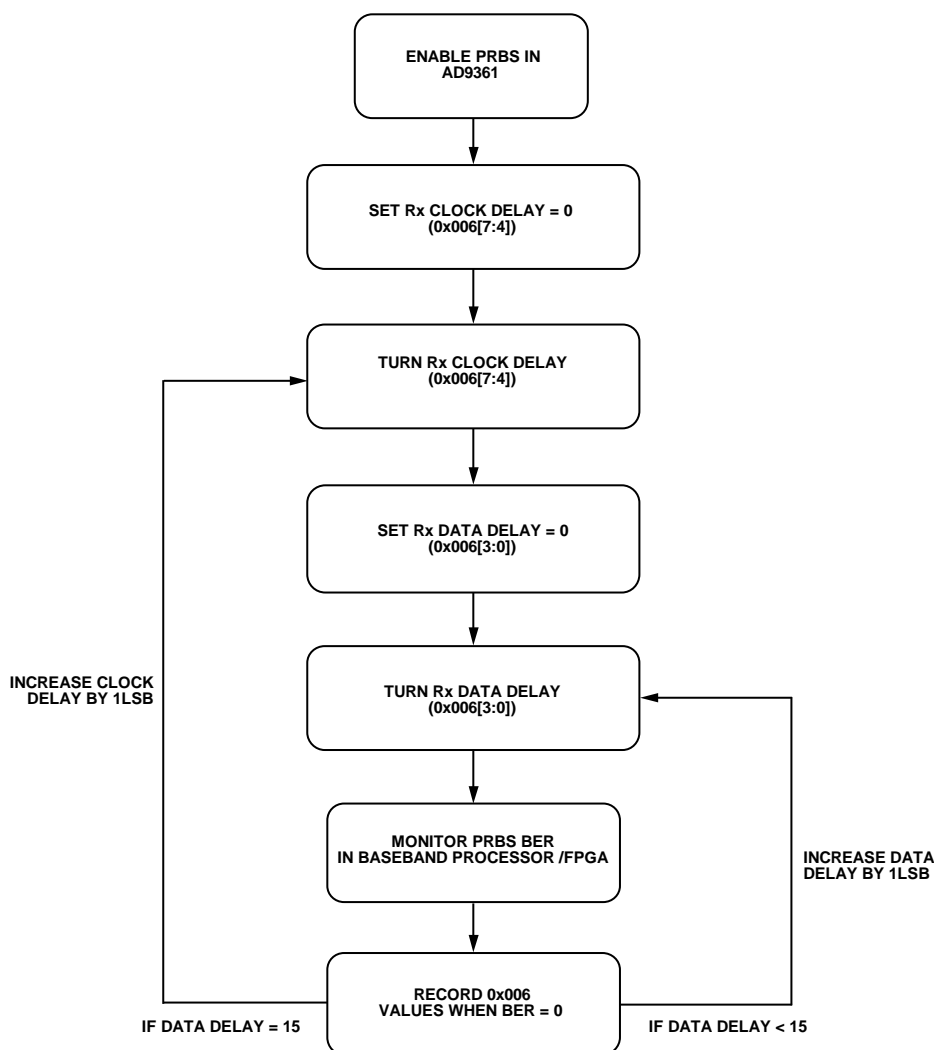 ENABLE PRBS IN
AD9361
SET Rx CLOCK DELAY = 0
(0x006[7:4])
TURN Rx CLOCK DELAY
(0x006[7:4])
SET Rx DATA DELAY = 0
(0x006[3:0])
INCREASE CLOCK
DELAY BY 1LSB
TURN Rx DATA DELAY
(0x006[3:0])
MONITOR PRBS BER
IN BASEBAND PROCESSOR /FPGA
INCREASE DATA
DELAY BY 1LSB
RECORD 0x006
VALUES WHEN BER = 0
IF DATA DELAY = 15
IF DATA DELAY < 15